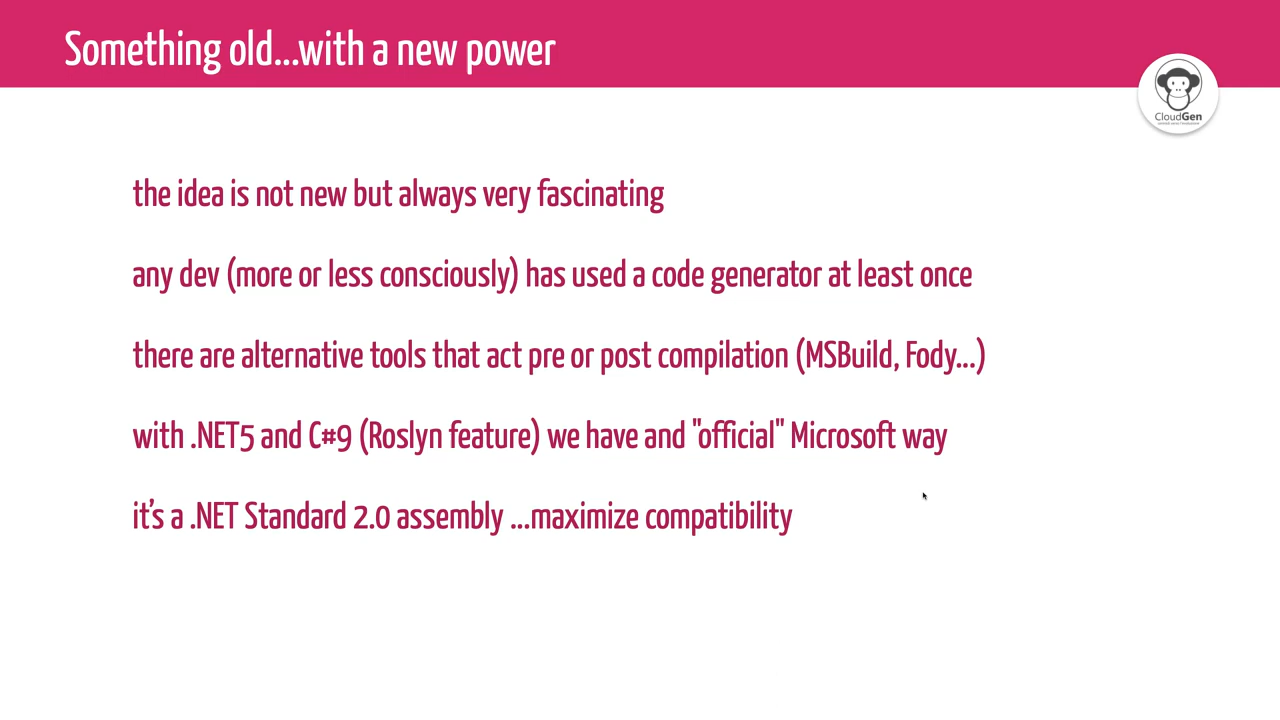 Something old...with a new power
CloudGen
the idea is not new but always very fascinating
any dev (more or less consciously) has used a code generator at least once
there are alternative tools that act pre or post compilation (MSBuild, Fody...)
with .NET5 and C#9 (Roslyn feature) we have and "official" Microsoft way
it's a .NET Standard 2.0 assembly ...maximize compatibility